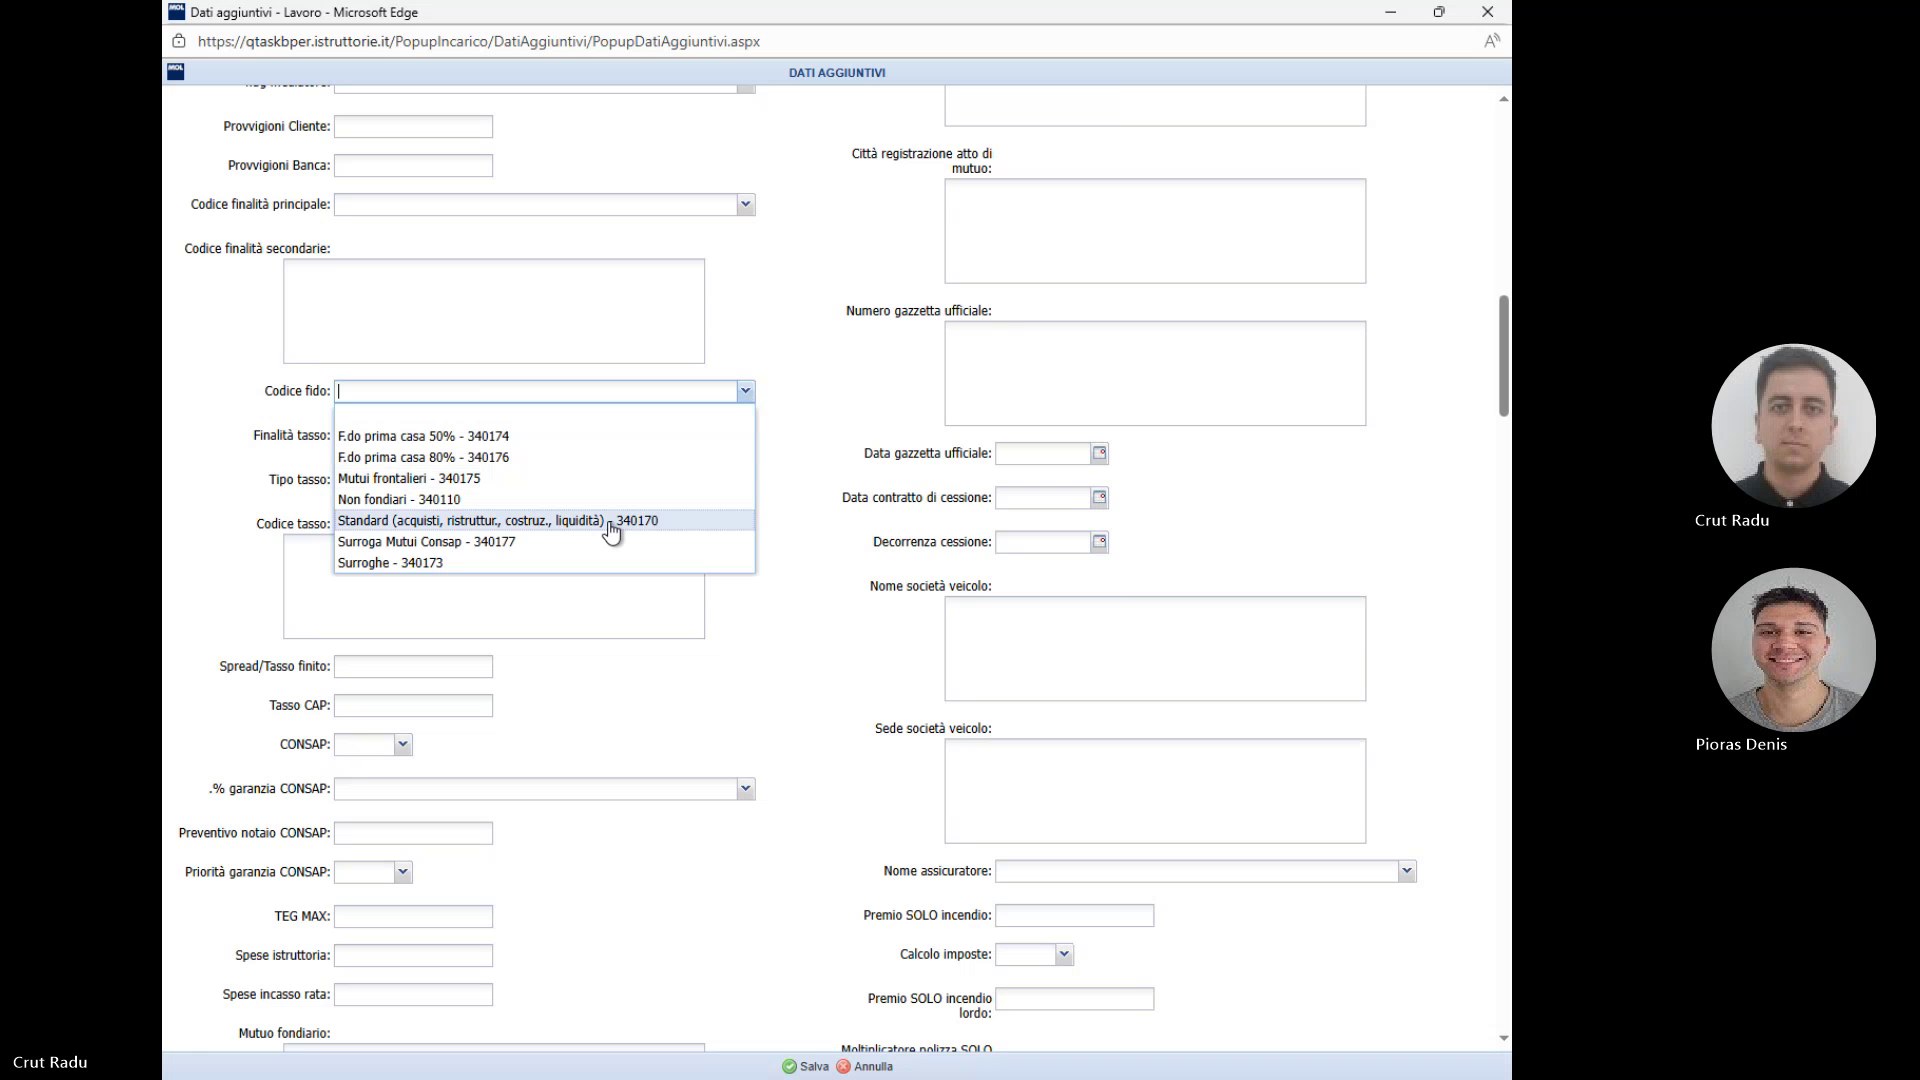 MOL
Dati aggiuntivi - Lavoro - Microsoft Edge
https://qtaskbper.istruttorie.it/PopupIncarico/DatiAggiuntivi/PopupDatiAggiuntivi.aspx
MOL
DATI AGGIUNTIVI
Provvigioni Cliente:
Provvigioni Banca:
Codice finalità principale:
Codice finalità secondarie:
Codice fido:
F.do prima casa 50% - 340174
F.do prima casa 80% - 340176
Mutui frontalieri - 340175
Non fondiari - 340110
Standard (acquisti, ristruttur., costruz., liquidità) - 340170
Surroga Mutui Consap - 340177
Surroghe - 340173
Finalità tasso:
Tipo tasso:
Codice tasso:
Spread/Tasso finito:
Tasso CAP:
CONSAP:
.% garanzia CONSAP:
Preventivo notaio CONSAP:
Priorità garanzia CONSAP:
TEG MAX:
Spese istruttoria:
Spese incasso rata:
Mutuo fondiario:
Città registrazione atto di
mutuo:
Numero gazzetta ufficiale:
Data gazzetta ufficiale:
Data contratto di cessione:
Decorrenza cessione:
Nome società veicolo:
Sede società veicolo:
Nome assicuratore:
Premio SOLO incendio:
Calcolo imposte:
Premio SOLO incendio
lordo:
Moltiplicatore polizza SOLO
Salva
Annulla
Crut Radu
Pioras Denis
Crut Radu